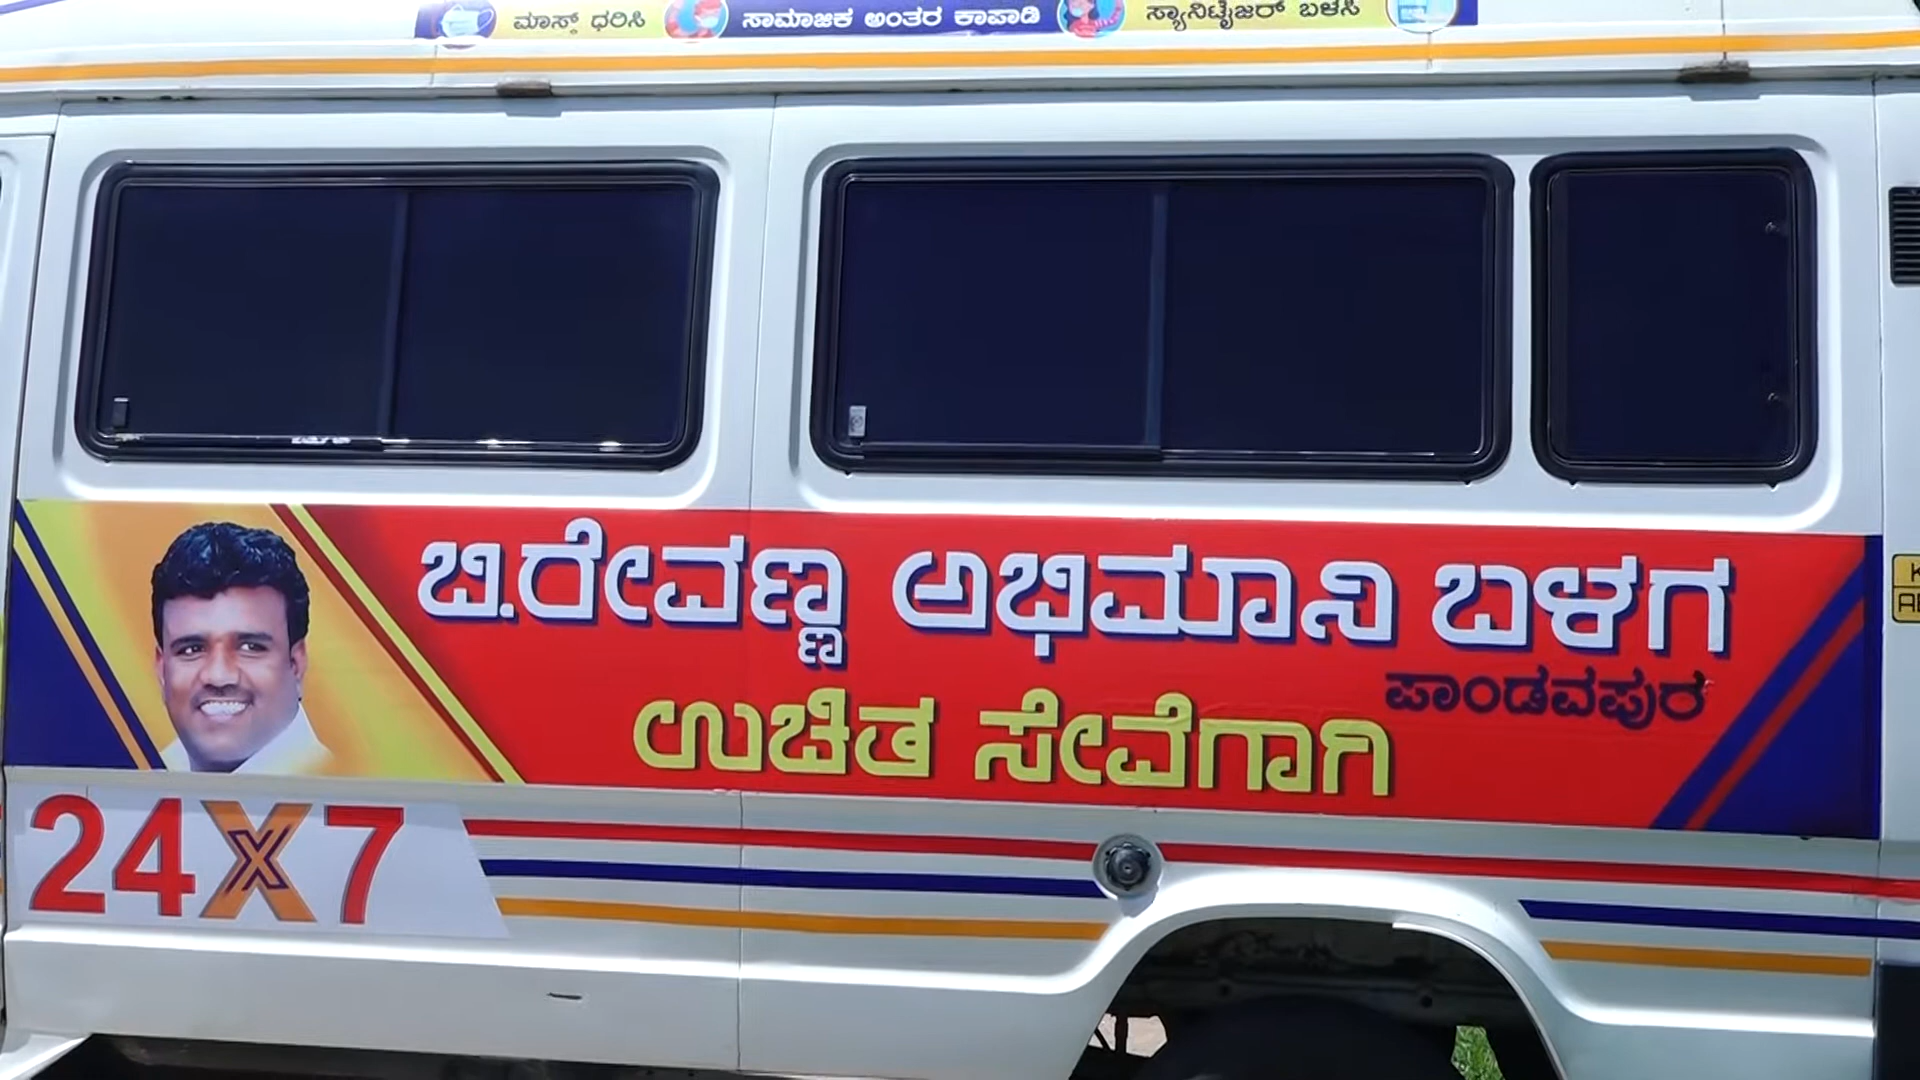 ಮಾಸ್ಕ್ ಧರಿಸಿ ಸಾಮಾಜಿಕ ಅಂತರ ಕಾಪಾಡಿ ಸ್ಯಾನಿಟೈಜರ್ ಬಳಸಿ
ಬಿ.ರೇವಣ್ಣ ಅಭಿಮಾನಿ ಬಳಗ
ಪಾಂಡವಪುರ
ಉಚಿತ ಸೇವೆಗಾಗಿ
24X7